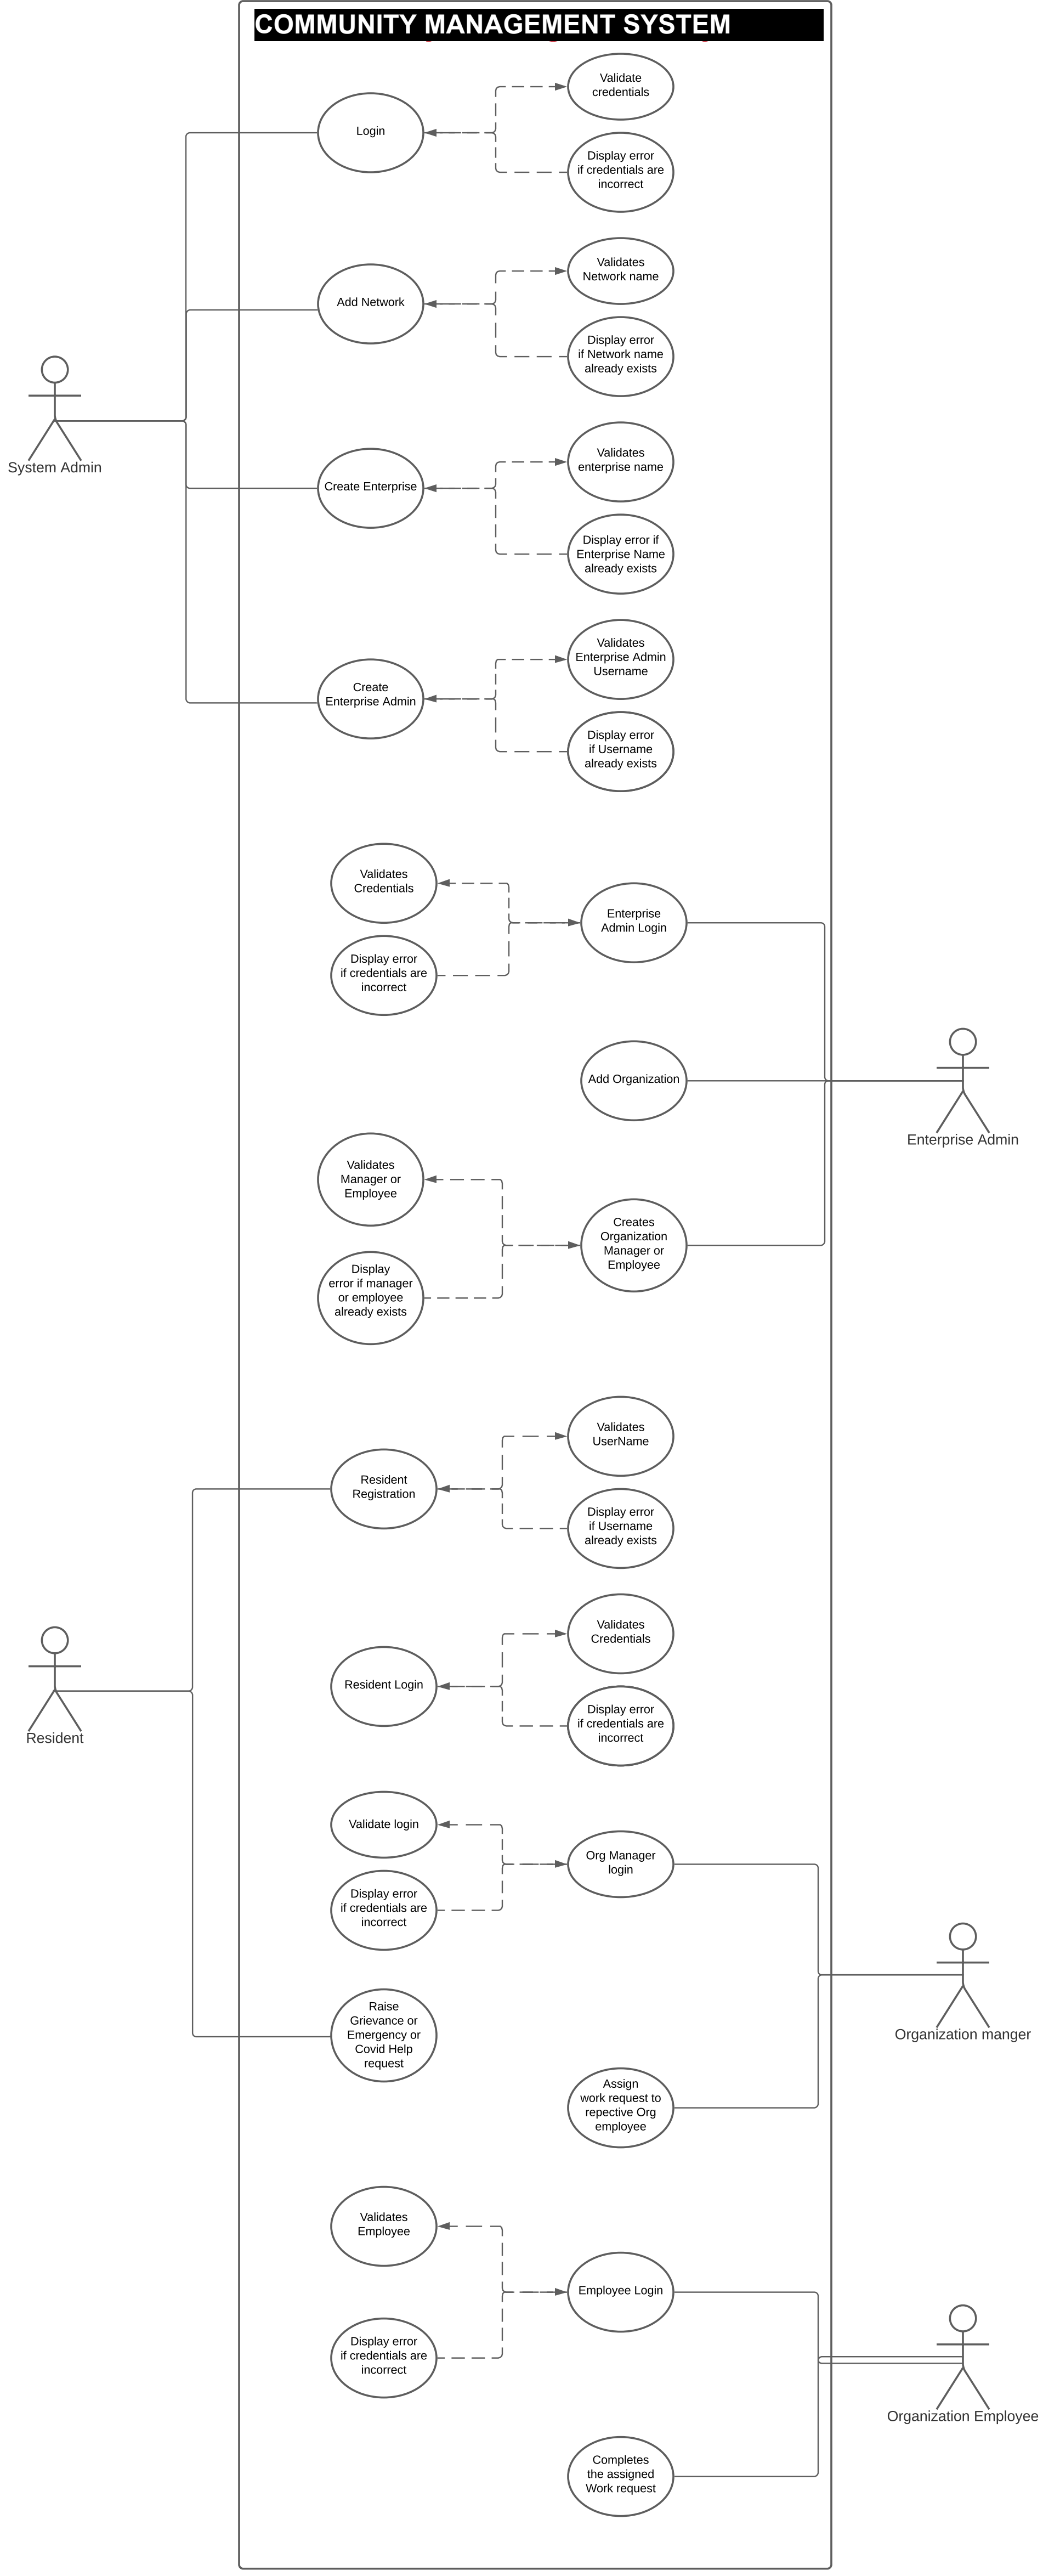 COMMUNITY MANAGEMENT SYSTEM
Validate
credentials
Login
Display error
if credentials are
incorrect
Validates
Network name
Add Network
Display error
if Network name
already exists
System Admin
Validates
enterprise name
Create Enterprise
Display error if
Enterprise Name
already exists
Validates
Enterprise Admin
Username
Create
Enterprise Admin
Display error
if Username
already exists
Validates
Credentials
Enterprise
Admin Login
Display error
if credentials are
incorrect
Add Organization
Enterprise Admin
Validates
Manager or
Employee
Creates
Organization
Manager or
Employee
Display
error if manager
or employee
already exists
Validates
UserName
Resident
Registration
Display error
if Username
already exists
Validates
Credentials
Resident Login
Display error
if credentials are
incorrect
Resident
Validate login
Org Manager
login
Display error
if credentials are
incorrect
Raise
Grievance or
Emergency or
Covid Help
request
Organization manger
Assign
work request to
repective Org
employee
Validates
Employee
Employee Login
Display error
if credentials are
incorrect
Organization Employee
Completes
the assigned
Work request